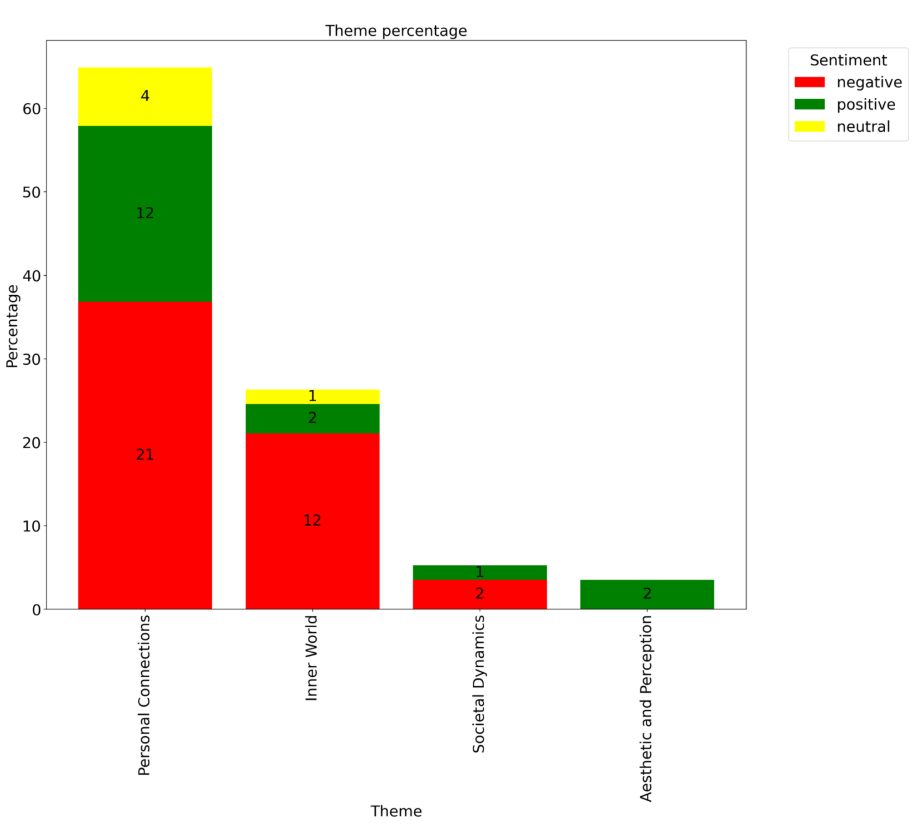 Theme percentage
Sentiment
negative
positive
neutral
Percentage
60
50
40
30
20
10
0
4
12
21
1
2
12
1
2
2
Personal Connections
Inner World
Societal Dynamics
Aesthetic and Perception
Theme